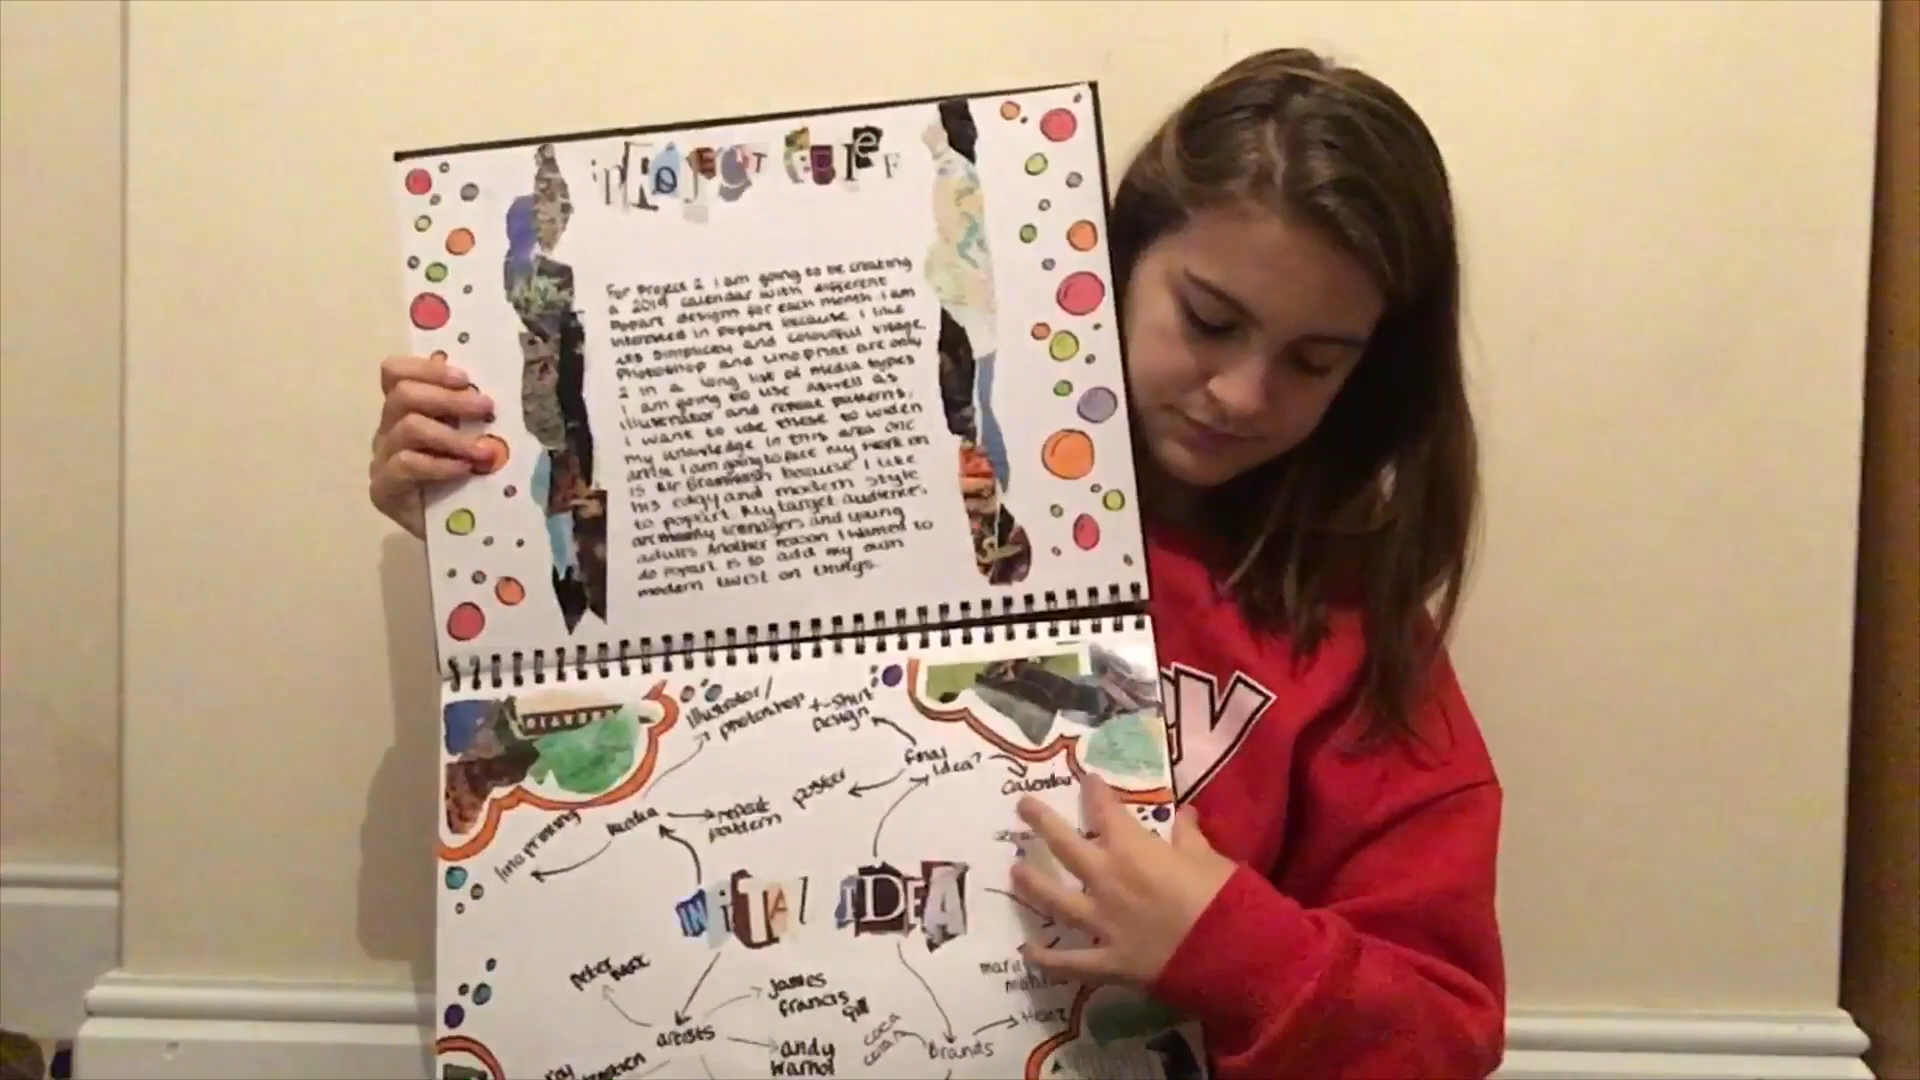 PROJECT BRIEF
For Project 2 I am going to be creating
a 2019 calendar with different
Popart designs for each month. I am
interested in Popart because I like
its simplicity and colourful
Photoshop and Lino Print are only
2 in a long list of media types
I am going to use aswell as
illustrator and repeat patterns.
I want to use these to widen
my knowledge in this area one
artist I am going to base my work on
is because I like
his edgy and modern style
to popart. My target audiences
are mainly teenagers and young
adults Another reason I wanted to
do Popart is to add my own
modern twist on things.
illustrator/
photoshop
t-shirt
Design
final
idea?
poster
Calendar
media
repeat
pattern
lino printing
INITAL IDEA
peter max
james
francis
gill
artists
andy
warhol
coca
cola
brands
Heinz